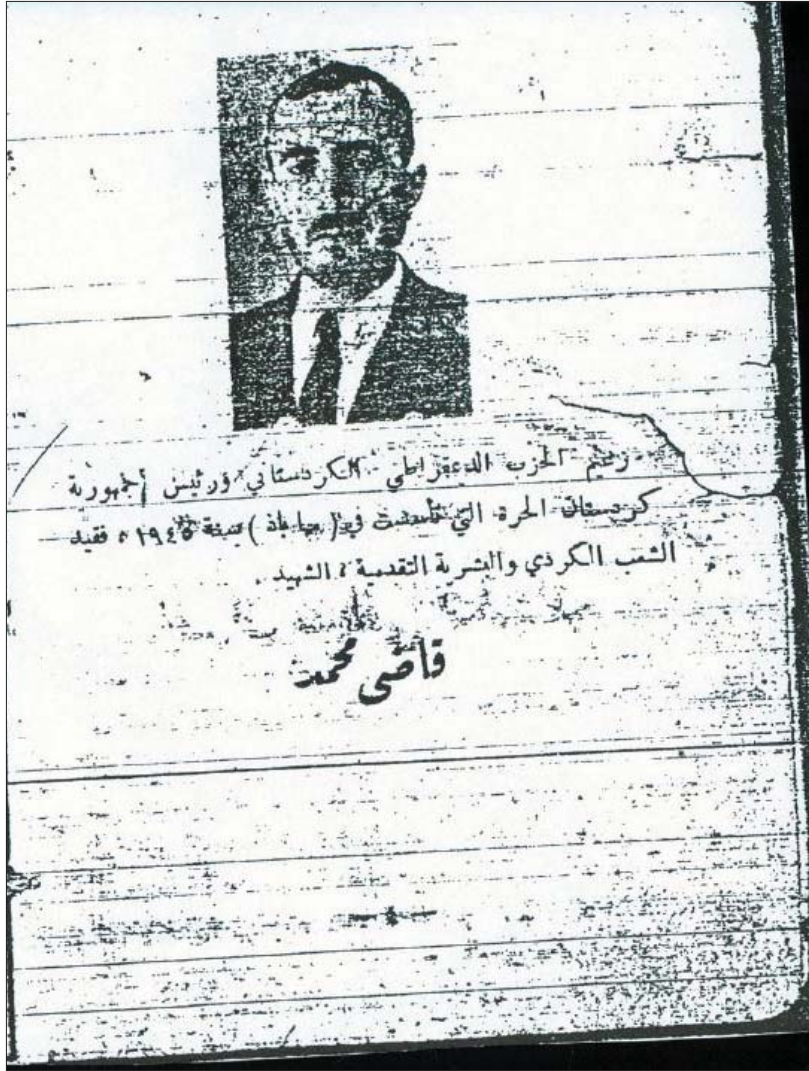 زعيم الحزب الديمقراطي الكردستاني ورئيس جمهورية
كردستان الحرة التي تأسست في ( مهاباد ) سنة ١٩٤٥ ، فقيد
الشعب الكردي والبشرية التقدمية ، الشهيد .
قاضي محمد